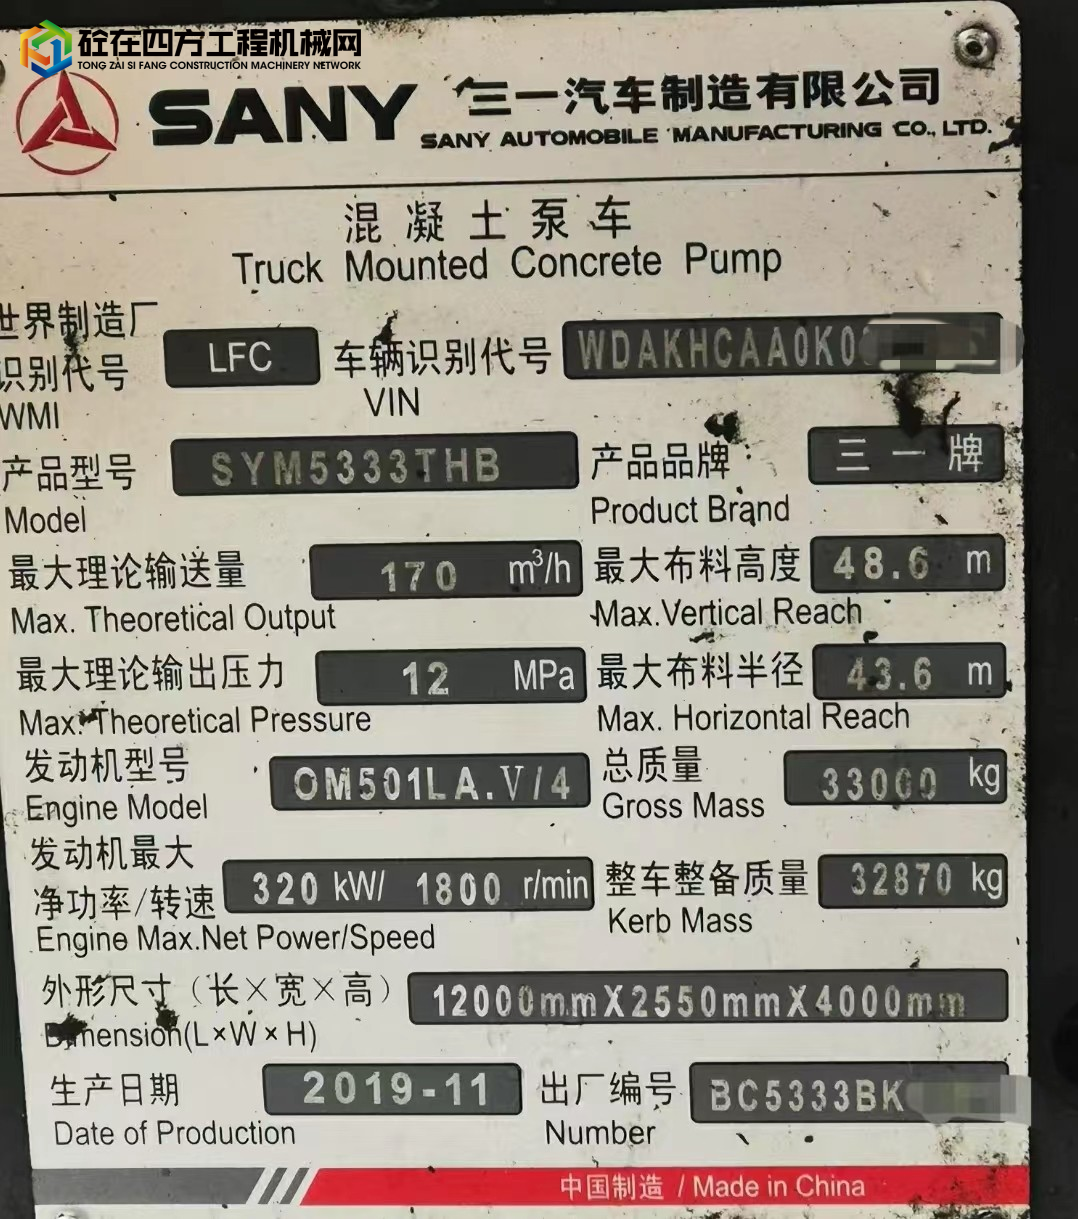 砼在四方工程机械网
TONG ZAI SI FANG CONSTRUCTION MACHINERY NETWORK
SANY 三一汽车制造有限公司
SANY AUTOMOBILE MANUFACTURING CO., LTD.
混凝土泵车
Truck Mounted Concrete Pump
世界制造厂
识别代号 LFC 车辆识别代号 WDAKHCAA0K0
WMI VIN
产品型号 SYM5333THB 产品品牌 三一牌
Model Product Brand
最大理论输送量 170 m³/h 最大布料高度 48.6 m
Max. Theoretical Output Max.Vertical Reach
最大理论输出压力 12 MPa 最大布料半径 43.6 m
Max. Theoretical Pressure Max. Horizontal Reach
发动机型号 OM501LA.V/4 总质量 33000 kg
Engine Model Gross Mass
发动机最大
净功率/转速 320 kW/ 1800 r/min 整车整备质量 32870 kg
Engine Max.Net Power/Speed Kerb Mass
外形尺寸（长×宽×高） 12000mmX2550mmX4000mm
Dimension(L×W×H)
生产日期 2019-11 出厂编号 BC5333BK
Date of Production Number
中国制造 / Made in China